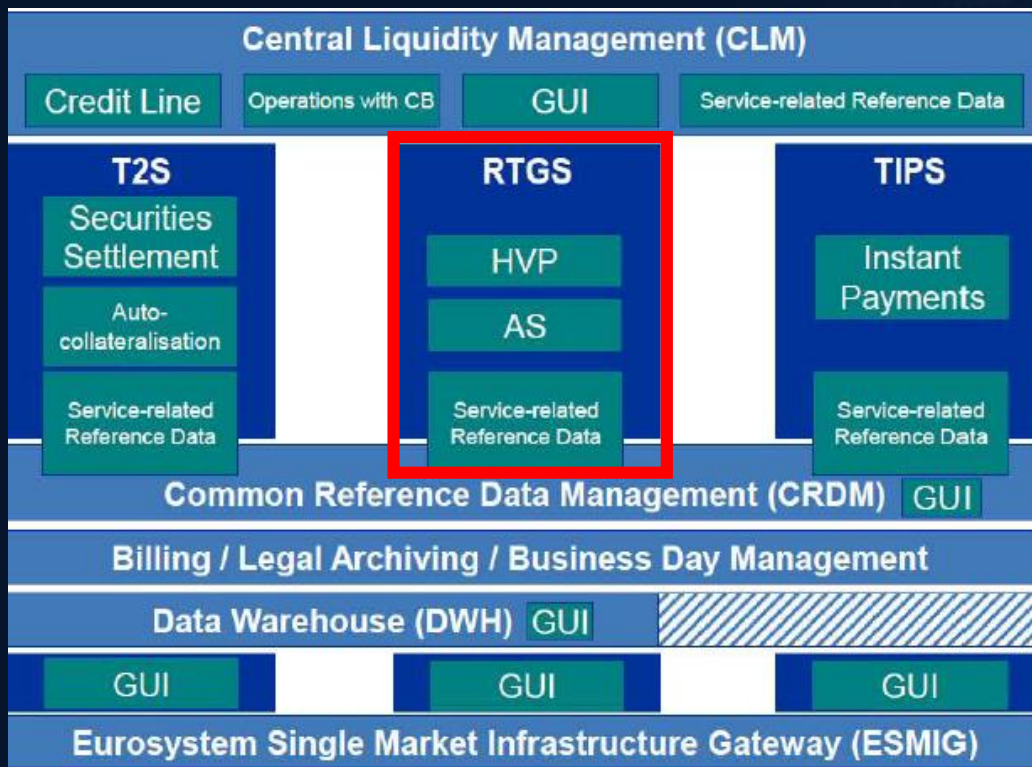 Central Liquidity Management (CLM)
Credit Line
Operations with CB
GUI
Service-related Reference Data
T2S
Securities
Settlement
Auto-
collateralisation
Service-related
Reference Data
RTGS
HVP
AS
Service-related
Reference Data
TIPS
Instant
Payments
Service-related
Reference Data
Common Reference Data Management (CRDM)
GUI
Billing / Legal Archiving / Business Day Management
Data Warehouse (DWH)
GUI
GUI
GUI
GUI
Eurosystem Single Market Infrastructure Gateway (ESMIG)